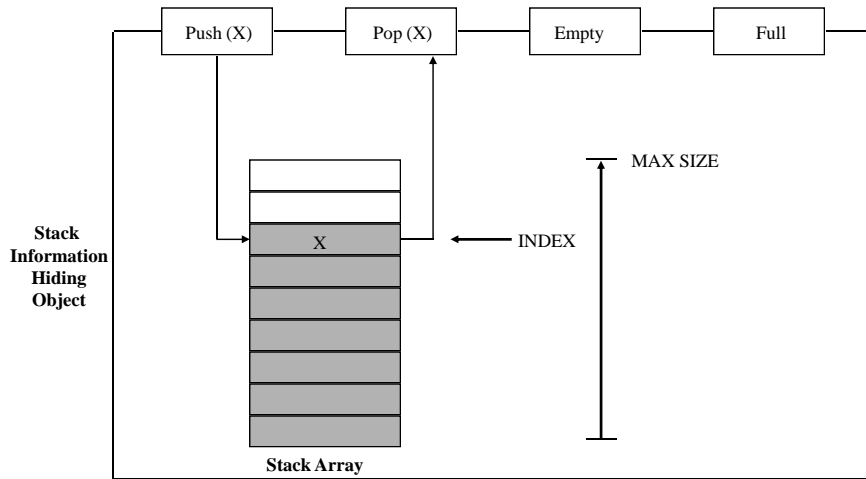 Push (X)
Pop (X)
Empty
Full
MAX SIZE
X
INDEX
Stack
Information
Hiding
Object
Stack Array